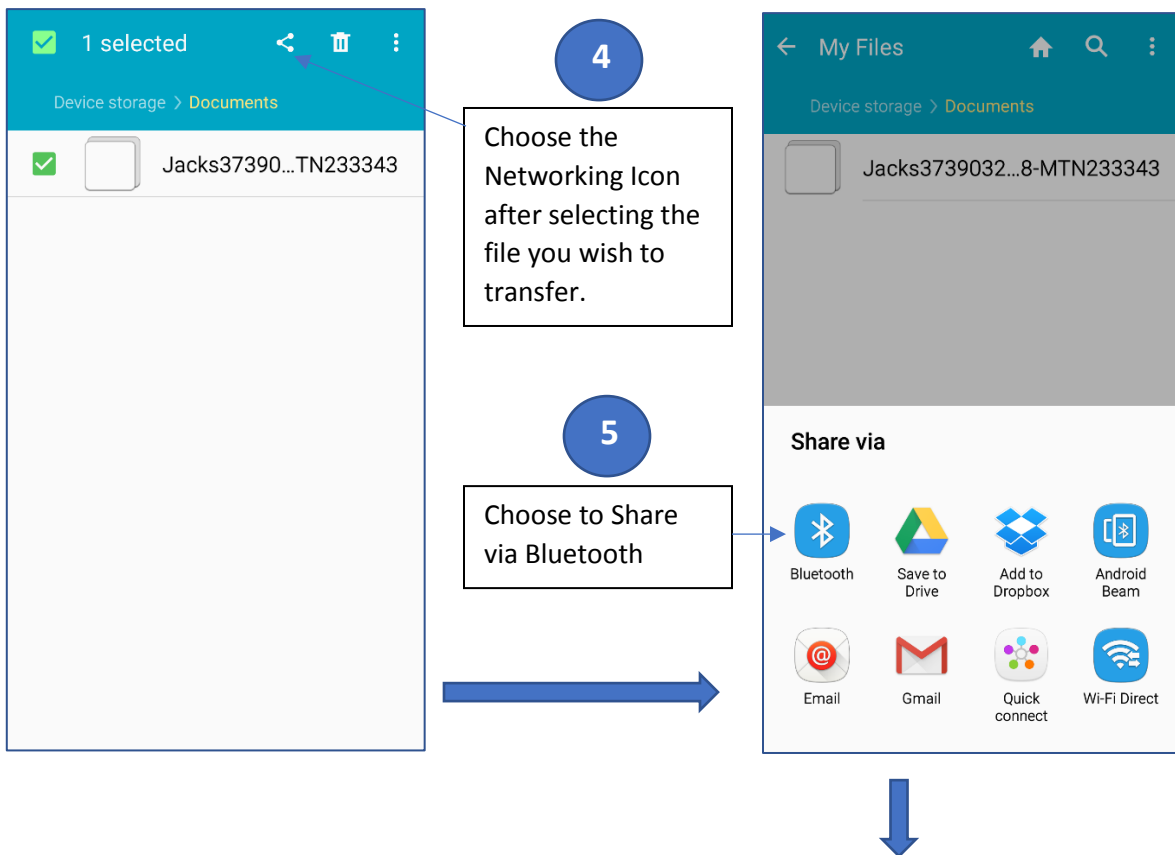 1 selected
Device storage > Documents
Jacks37390...TN233343
4
Choose the
Networking Icon
after selecting the
file you wish to
transfer.
5
Choose to Share
via Bluetooth
My Files
Device storage > Documents
Jacks3739032...8-MTN233343
Share via
Bluetooth
Save to
Drive
Add to
Dropbox
Android
Beam
Email
Gmail
Quick
connect
Wi-Fi Direct